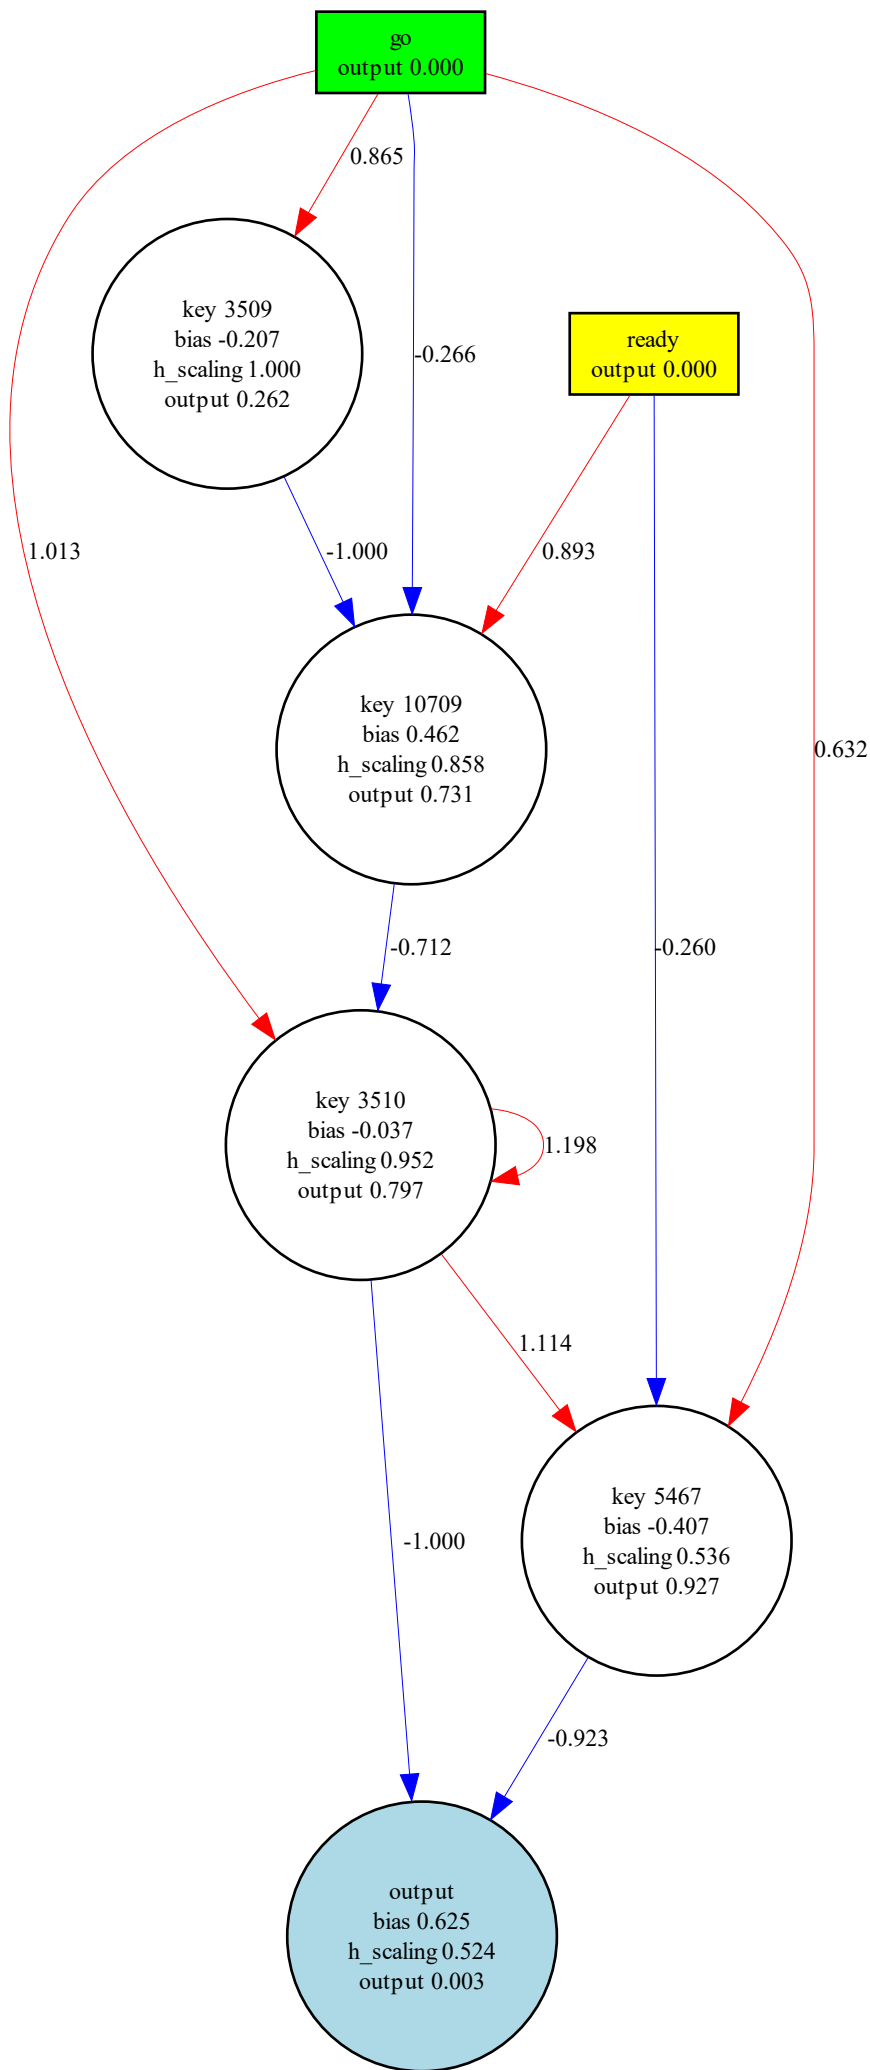 go
output 0.000
0.865
key 3509
bias -0.207
h_scaling 1.000
output 0.262
-0.266
ready
output 0.000
1.013
-1.000
0.893
key 10709
bias 0.462
h_scaling 0.858
output 0.731
0.632
-0.712
-0.260
key 3510
bias -0.037
h_scaling 0.952
output 0.797
1.198
1.114
key 5467
bias -0.407
h_scaling 0.536
output 0.927
-1.000
-0.923
output
bias 0.625
h_scaling 0.524
output 0.003